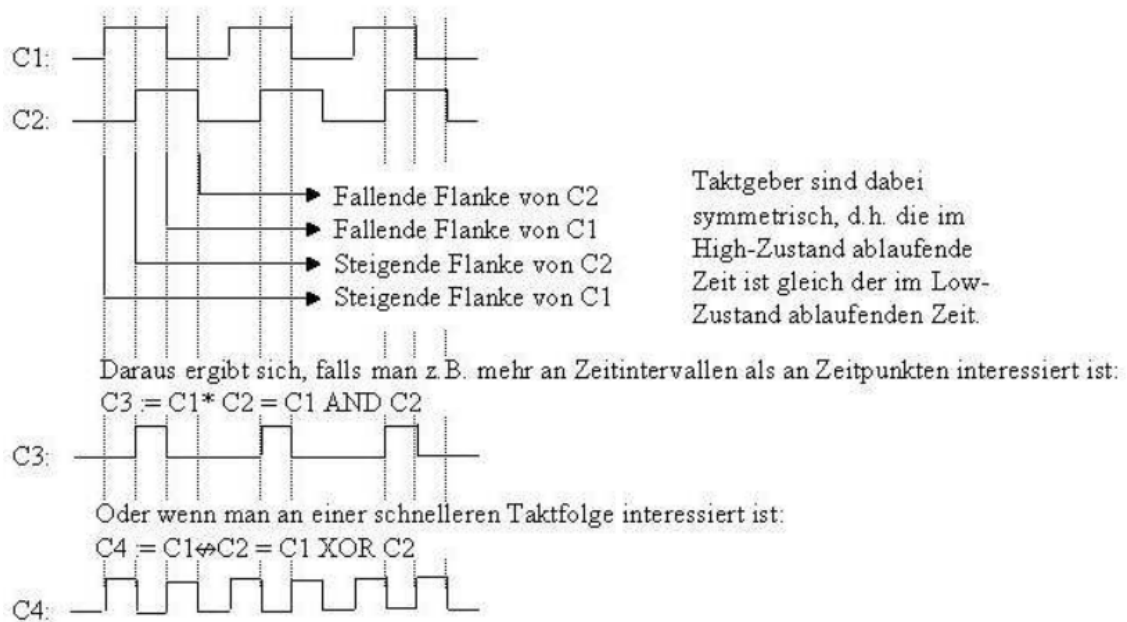 C1:
C2:
Fallende Flanke von C2
Fallende Flanke von C1
Steigende Flanke von C2
Steigende Flanke von C1
Taktgeber sind dabei
symmetrisch, d.h. die im
High-Zustand ablaufende
Zeit ist gleich der im Low-
Zustand ablaufenden Zeit.
Daraus ergibt sich, falls man z.B. mehr an Zeitintervallen als an Zeitpunkten interessiert ist:
C3 := C1* C2 = C1 AND C2
C3:
Oder wenn man an einer schnelleren Taktfolge interessiert ist:
C4 := C1↮C2 = C1 XOR C2
C4: